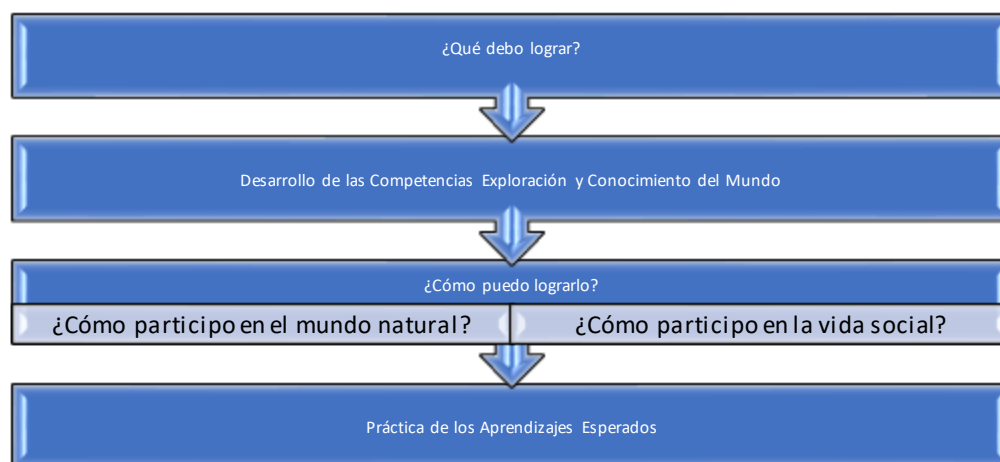 ¿Qué debo lograr?
Desarrollo de las Competencias Exploración y Conocimiento del Mundo
¿Cómo puedo lograrlo?
¿Cómo participo en el mundo natural?
¿Cómo participo en la vida social?
Práctica de los Aprendizajes Esperados